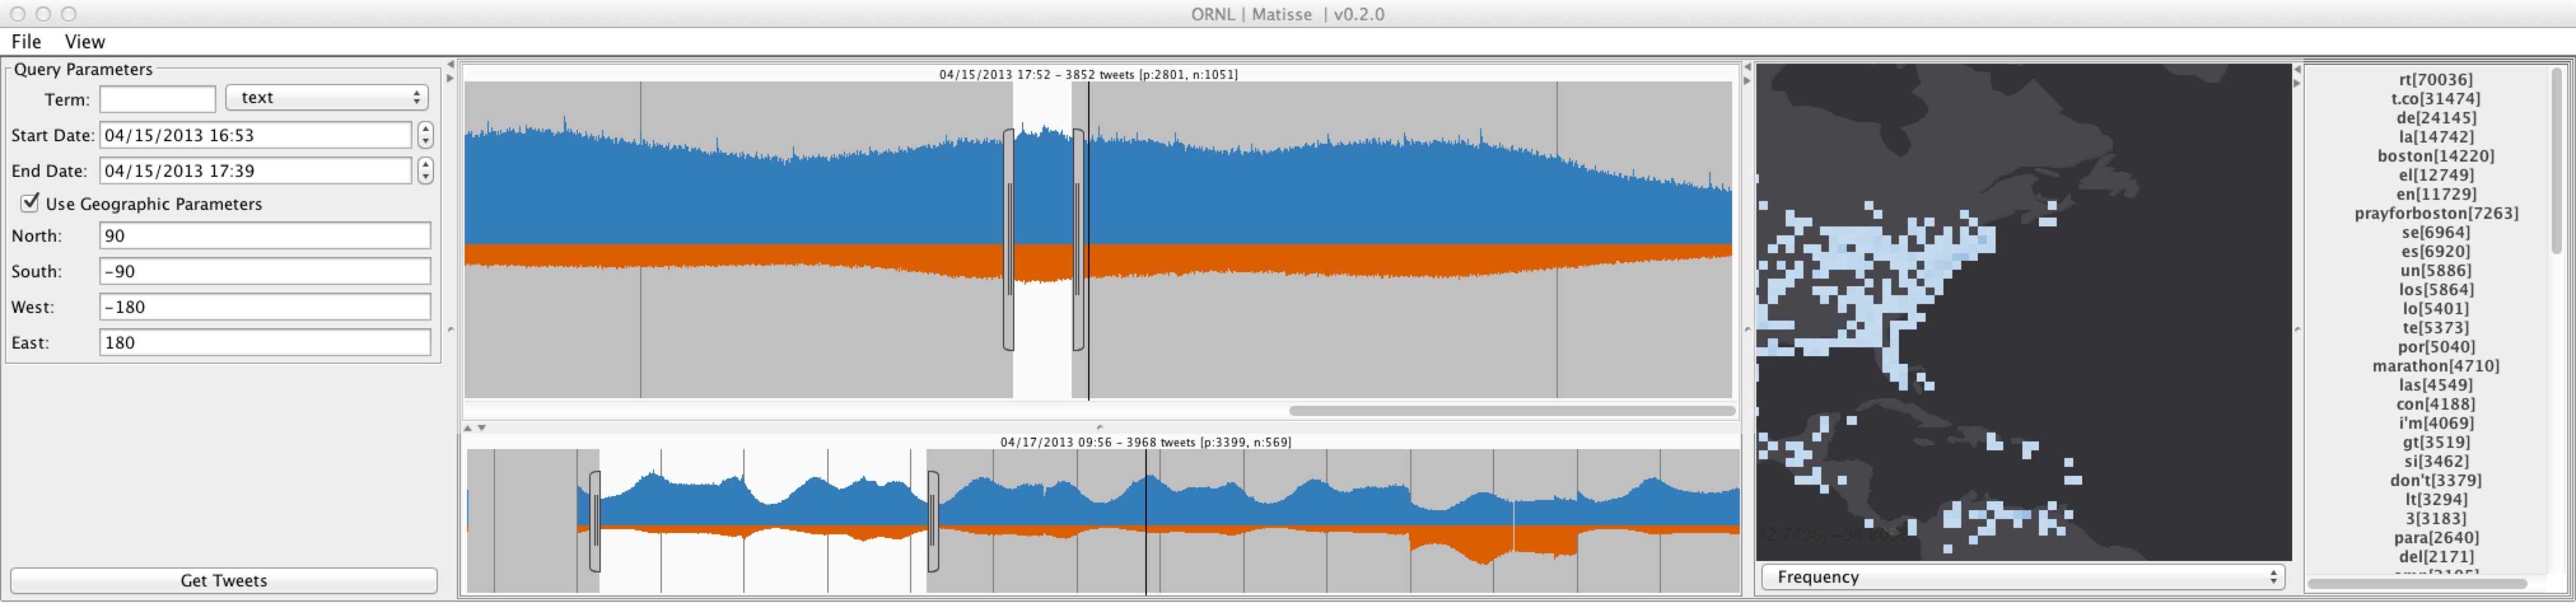 ORNL | Matisse | v0.2.0
File View
Query Parameters
Term: text
Start Date: 04/15/2013 16:53
End Date: 04/15/2013 17:39
Use Geographic Parameters
North: 90
South: -90
West: -180
East: 180
Get Tweets
04/15/2013 17:52 - 3852 tweets [p:2801, n:1051]
04/17/2013 09:56 - 3968 tweets [p:3399, n:569]
Frequency
rt[70036]
t.co[31474]
de[24145]
la[14742]
boston[14220]
el[12749]
en[11729]
prayforboston[7263]
se[6964]
es[6920]
un[5886]
los[5864]
lo[5401]
te[5373]
por[5040]
marathon[4710]
las[4549]
con[4188]
i'm[4069]
gt[3519]
si[3462]
don't[3379]
lt[3294]
3[3183]
para[2640]
del[2171]